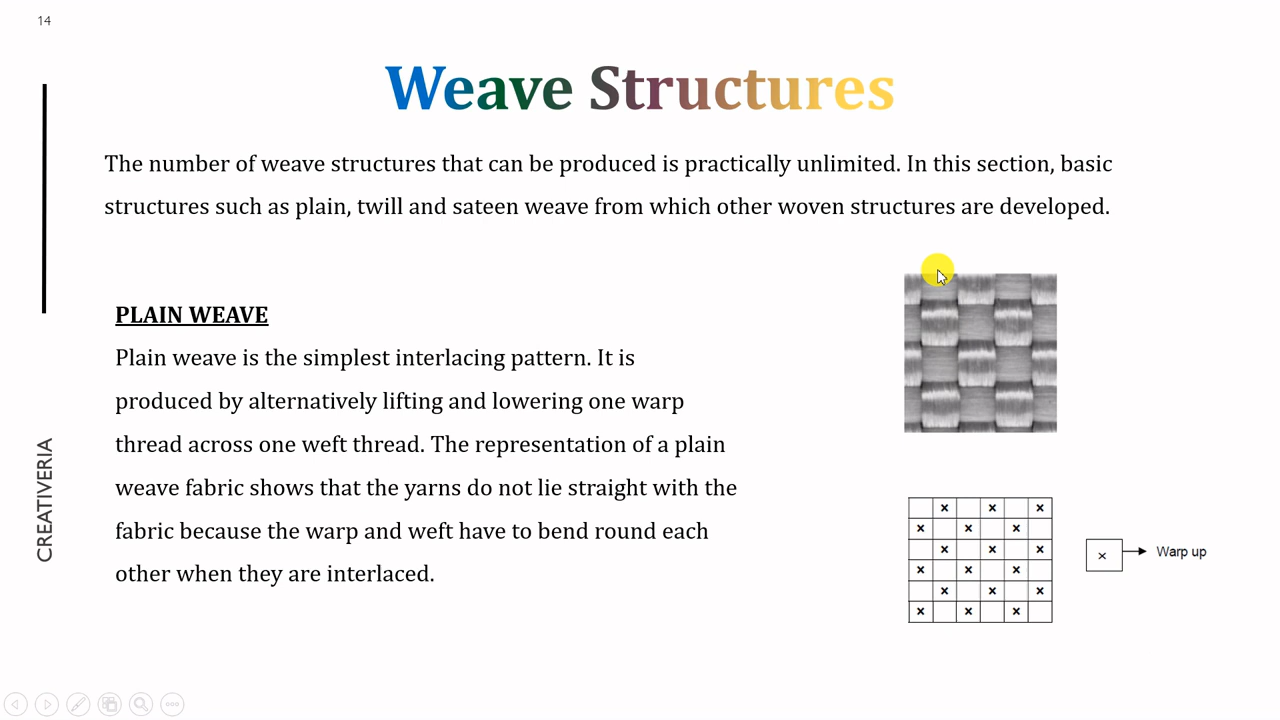 14
Weave Structures
The number of weave structures that can be produced is practically unlimited. In this section, basic
structures such as plain, twill and sateen weave from which other woven structures are developed.
PLAIN WEAVE
Plain weave is the simplest interlacing pattern. It is
produced by alternatively lifting and lowering one warp
thread across one weft thread. The representation of a plain
weave fabric shows that the yarns do not lie straight with the
fabric because the warp and weft have to bend round each
other when they are interlaced.
CREATIVERIA
x x x
x x x
x x x
x x x
x x x
x x x
x Warp up